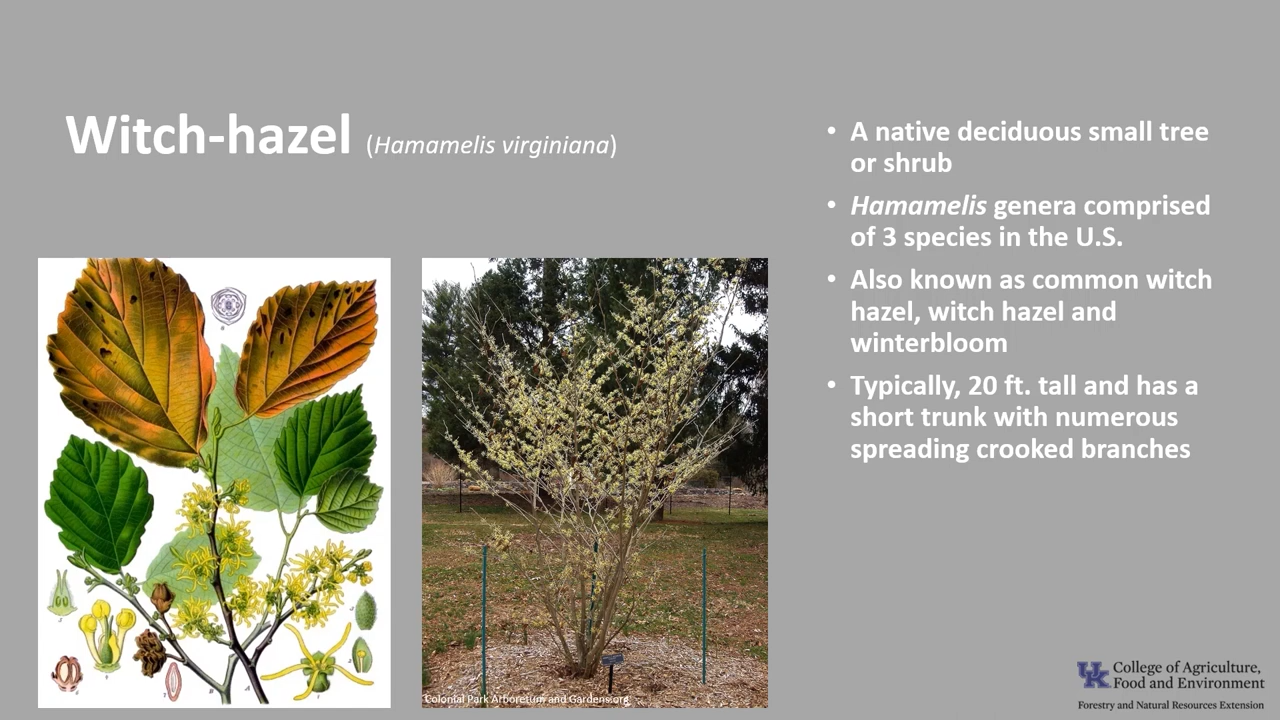 Witch-hazel (Hamamelis virginiana)
• A native deciduous small tree
or shrub
• Hamamelis genera comprised
of 3 species in the U.S.
• Also known as common witch
hazel, witch hazel and
winterbloom
• Typically, 20 ft. tall and has a
short trunk with numerous
spreading crooked branches
Colonial Park Arboretum and Gardens.org
UK College of Agriculture,
Food and Environment
Forestry and Natural Resources Extension